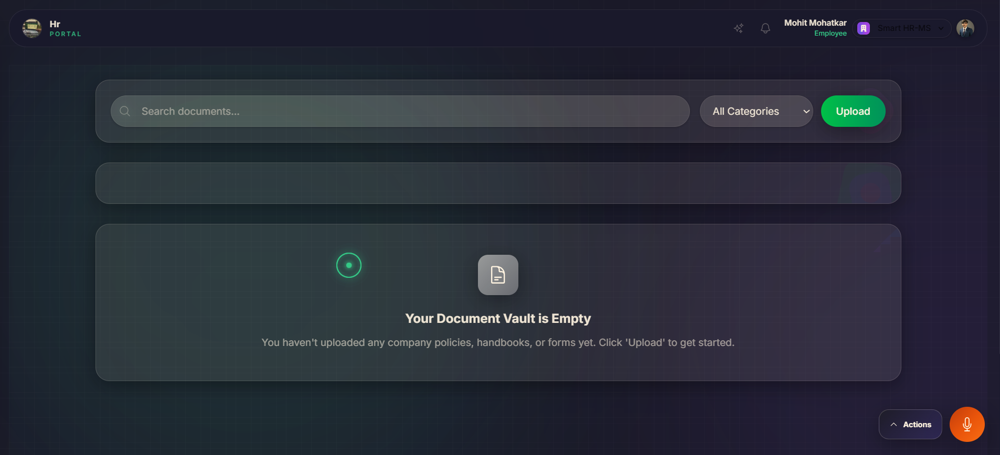 Hr
PORTAL
Mohit Mohatkar
Employee
Smart HR-MS
Search documents...
All Categories
Upload
Your Document Vault is Empty
You haven't uploaded any company policies, handbooks, or forms yet. Click 'Upload' to get started.
Actions